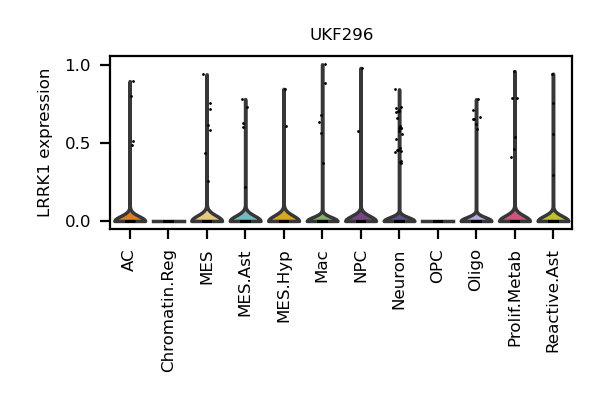 UKF296
LRRK1 expression
1.0
0.5
0.0
AC
Chromatin.Reg
MES
MES.Ast
MES.Hyp
Mac
NPC
Neuron
OPC
Oligo
Prolif.Metab
Reactive.Ast